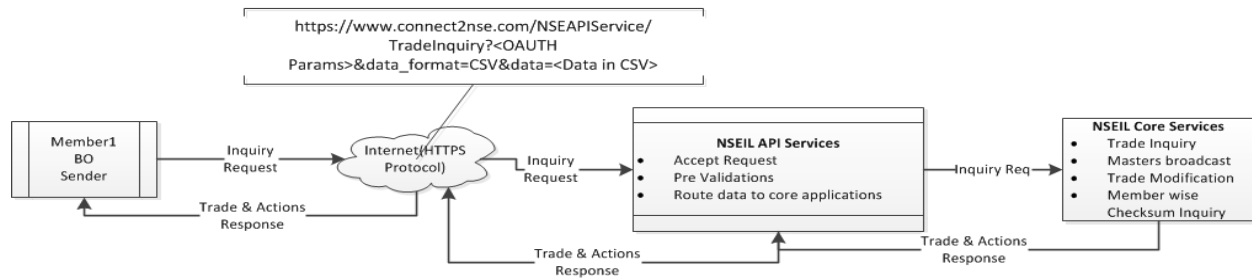 https://www.connect2nse.com/NSEAPIService/
TradeInquiry?<OAUTH
Params>&data_format=CSV&data=<Data in CSV>
Member1
BO
Sender
Inquiry
Request
Internet(HTTPS
Protocol)
Inquiry
Request
NSEIL API Services
• Accept Request
• Pre Validations
• Route data to core applications
Inquiry Req
NSEIL Core Services
• Trade Inquiry
• Masters broadcast
• Trade Modification
• Member wise
Checksum Inquiry
Trade & Actions
Response
Trade & Actions
Response
Trade & Actions
Response